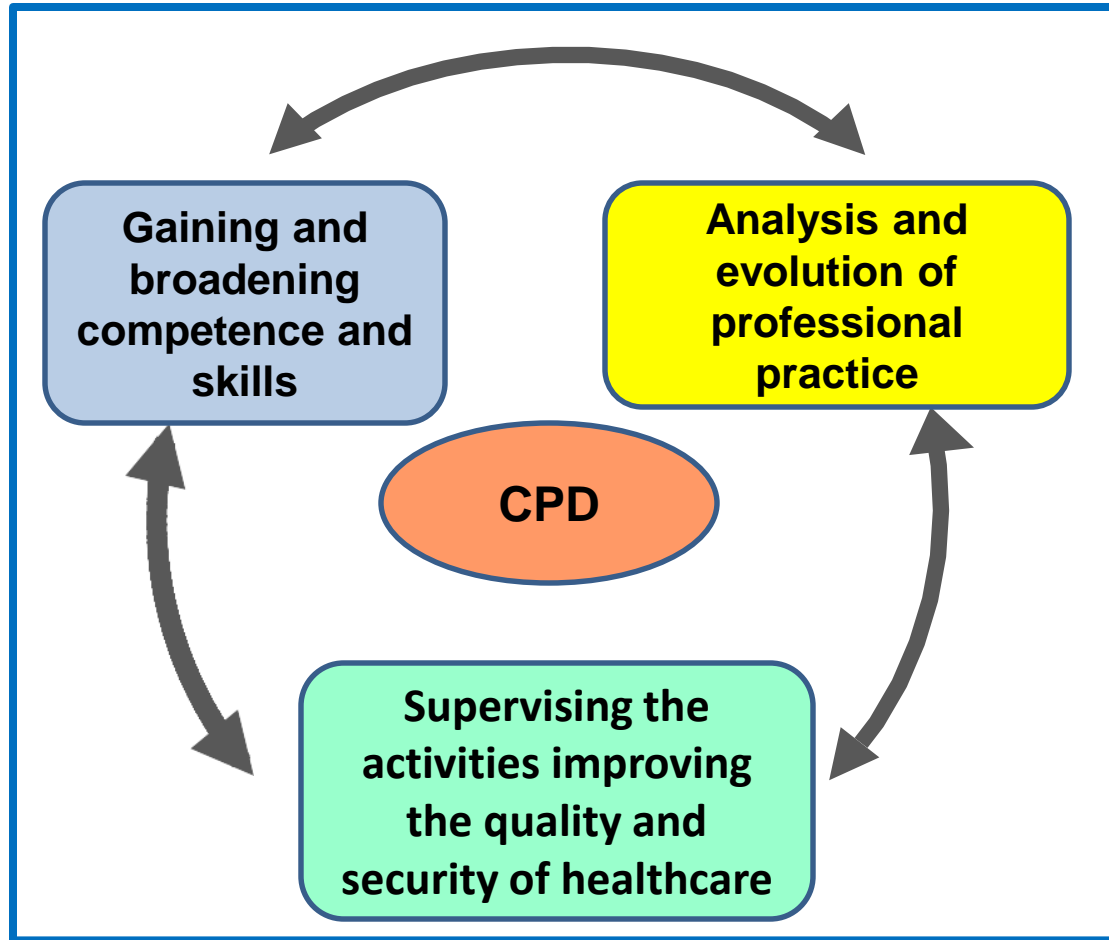 Gaining and
broadening
competence and
skills
Analysis and
evolution of
professional
practice
CPD
Supervising the
activities improving
the quality and
security of healthcare